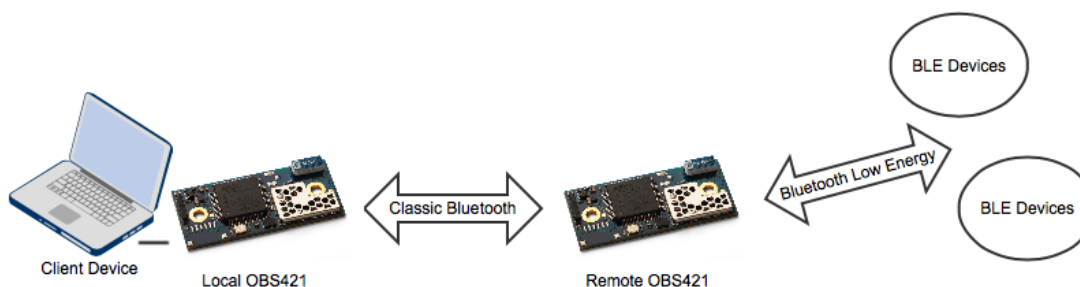 BLE Devices
Bluetooth Low Energy
Classic Bluetooth
BLE Devices
Client Device
Local OBS421
Remote OBS421